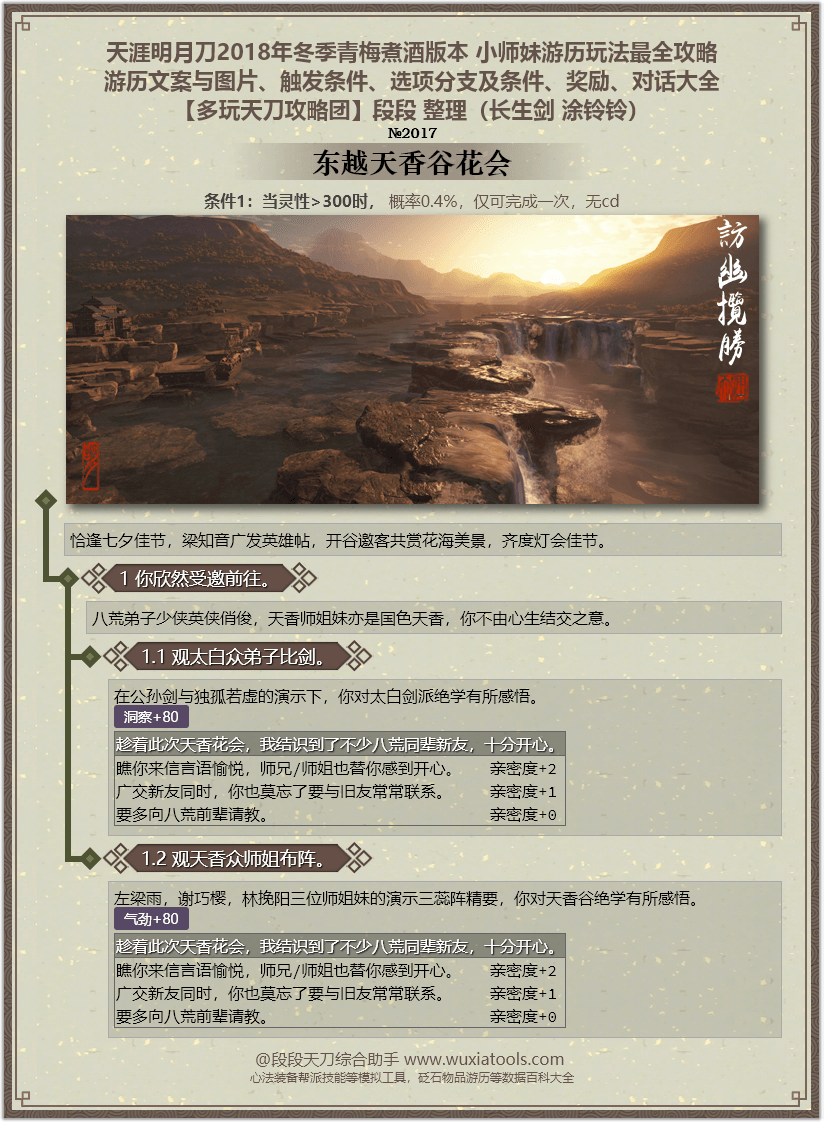 天涯明月刀2018年冬季青梅煮酒版本 小师妹游历玩法最全攻略
游历文案与图片、触发条件、选项分支及条件、奖励、对话大全
【多玩天刀攻略团】段段 整理（长生剑 涂铃铃）
№2017
东越天香谷花会
条件1：当灵性>300时， 概率0.4%，仅可完成一次，无cd
訪幽攬勝
恰逢七夕佳节，梁知音广发英雄帖，开谷邀客共赏花海美景，齐度灯会佳节。
1 你欣然受邀前往。
八荒弟子少侠英侠俏俊，天香师姐妹亦是国色天香，你不由心生结交之意。
1.1 观太白众弟子比剑。
在公孙剑与独孤若虚的演示下，你对太白剑派绝学有所感悟。
洞察+80
趁着此次天香花会，我结识到了不少八荒同辈新友，十分开心。
瞧你来信言语愉悦，师兄/师姐也替你感到开心。 亲密度+2
广交新友同时，你也莫忘了要与旧友常常联系。 亲密度+1
要多向八荒前辈请教。 亲密度+0
1.2 观天香众师姐布阵。
左梁雨，谢巧樱，林挽阳三位师姐妹的演示三蕊阵精要，你对天香谷绝学有所感悟。
气劲+80
趁着此次天香花会，我结识到了不少八荒同辈新友，十分开心。
瞧你来信言语愉悦，师兄/师姐也替你感到开心。 亲密度+2
广交新友同时，你也莫忘了要与旧友常常联系。 亲密度+1
要多向八荒前辈请教。 亲密度+0
@段段天刀综合助手 www.wuxiatools.com
心法装备帮派技能等模拟工具，砭石物品游历等数据百科大全